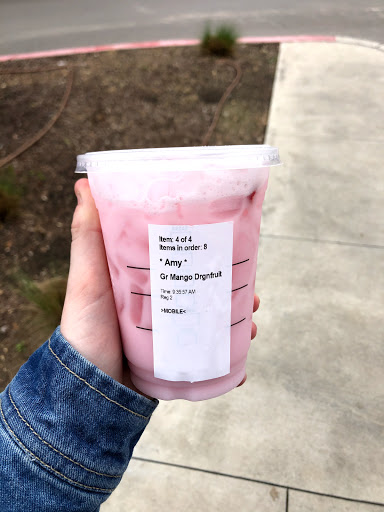 Item: 4 of 4
Items in order: 8
* Amy *
Gr Mango Drgnfruit
Time: 9:35:57 AM
Reg 2
>MOBILE<